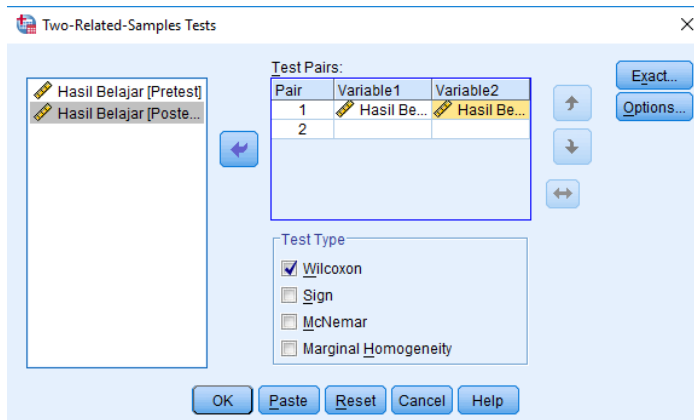 Two-Related-Samples Tests
Test Pairs:
Hasil Belajar [Pretest]
Hasil Belajar [Poste...
Pair Variable1 Variable2
1 Hasil Be... Hasil Be...
2
Exact...
Options...
Test Type
Wilcoxon
Sign
McNemar
Marginal Homogeneity
OK Paste Reset Cancel Help